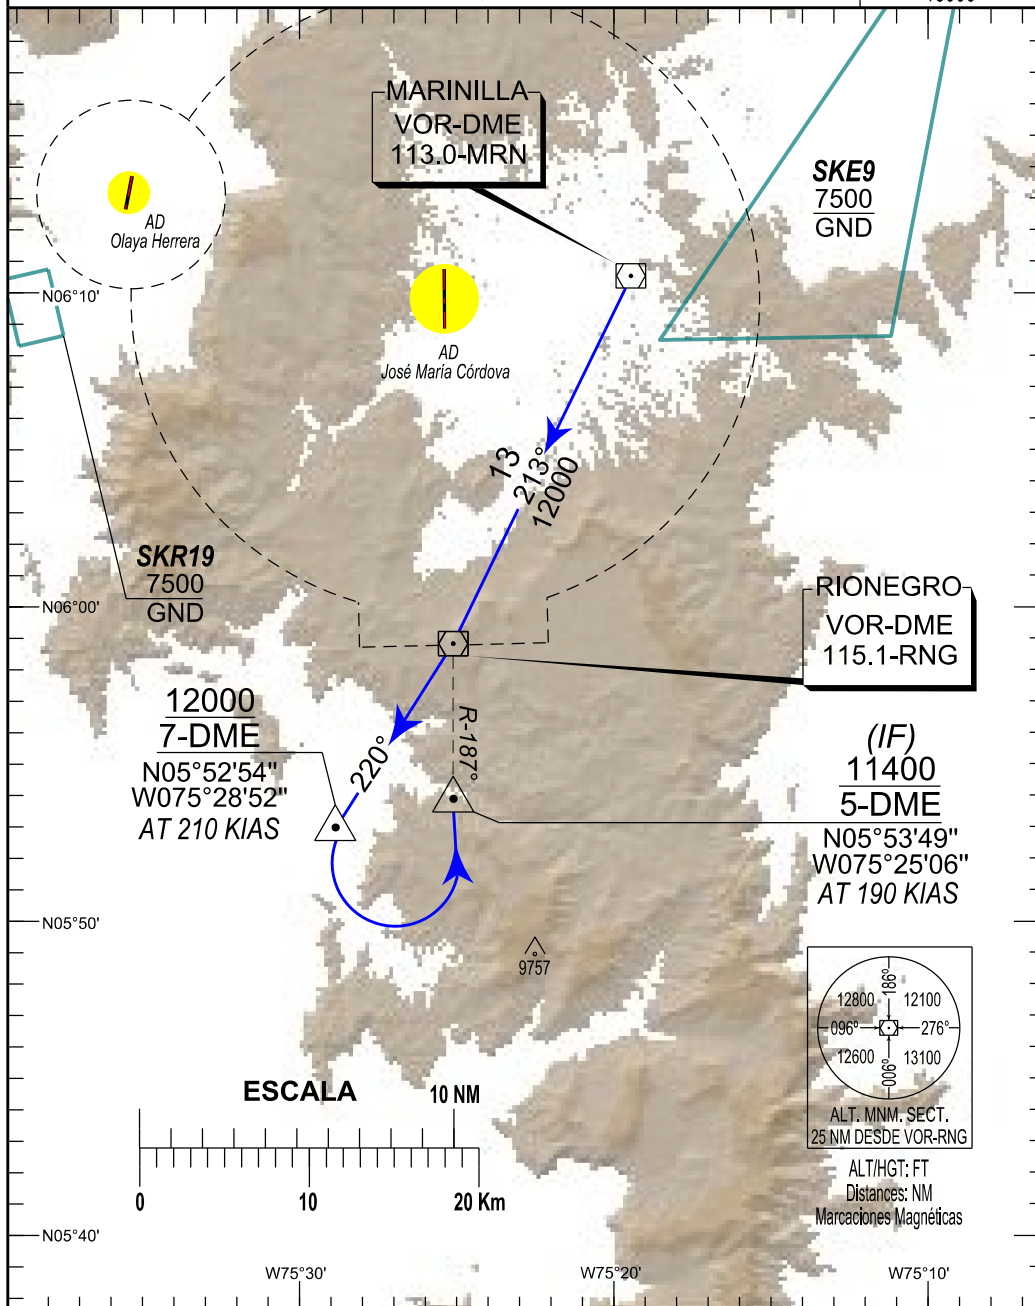 MARINILLA
VOR-DME
113.0-MRN
SKE9
7500
GND
AD
Olaya Herrera
N06°10'
AD
José María Córdova
13
213°
12000
SKR19
7500
GND
N06°00'
RIONEGRO
VOR-DME
115.1-RNG
12000
7-DME
N05°52'54"
W075°28'52"
AT 210 KIAS
220°
R-187°
(IF)
11400
5-DME
N05°53'49"
W075°25'06"
AT 190 KIAS
N05°50'
9757
12800
186°
12100
096°
276°
12600
006°
13100
ALT. MNM. SECT.
25 NM DESDE VOR-RNG
ESCALA
10 NM
0
10
20 Km
ALT/HGT: FT
Distances: NM
Marcaciones Magnéticas
N05°40'
W75°30'
W75°20'
W75°10'